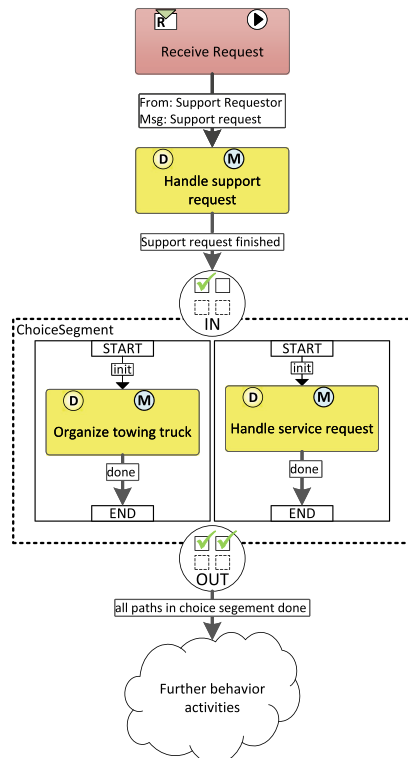 R
Receive Request
From: Support Requestor
Msg: Support request
D M
Handle support
request
Support request finished
IN
ChoiceSegment
START
init
D M
Organize towing truck
done
END
START
init
D M
Handle service request
done
END
OUT
all paths in choice segement done
Further behavior
activities